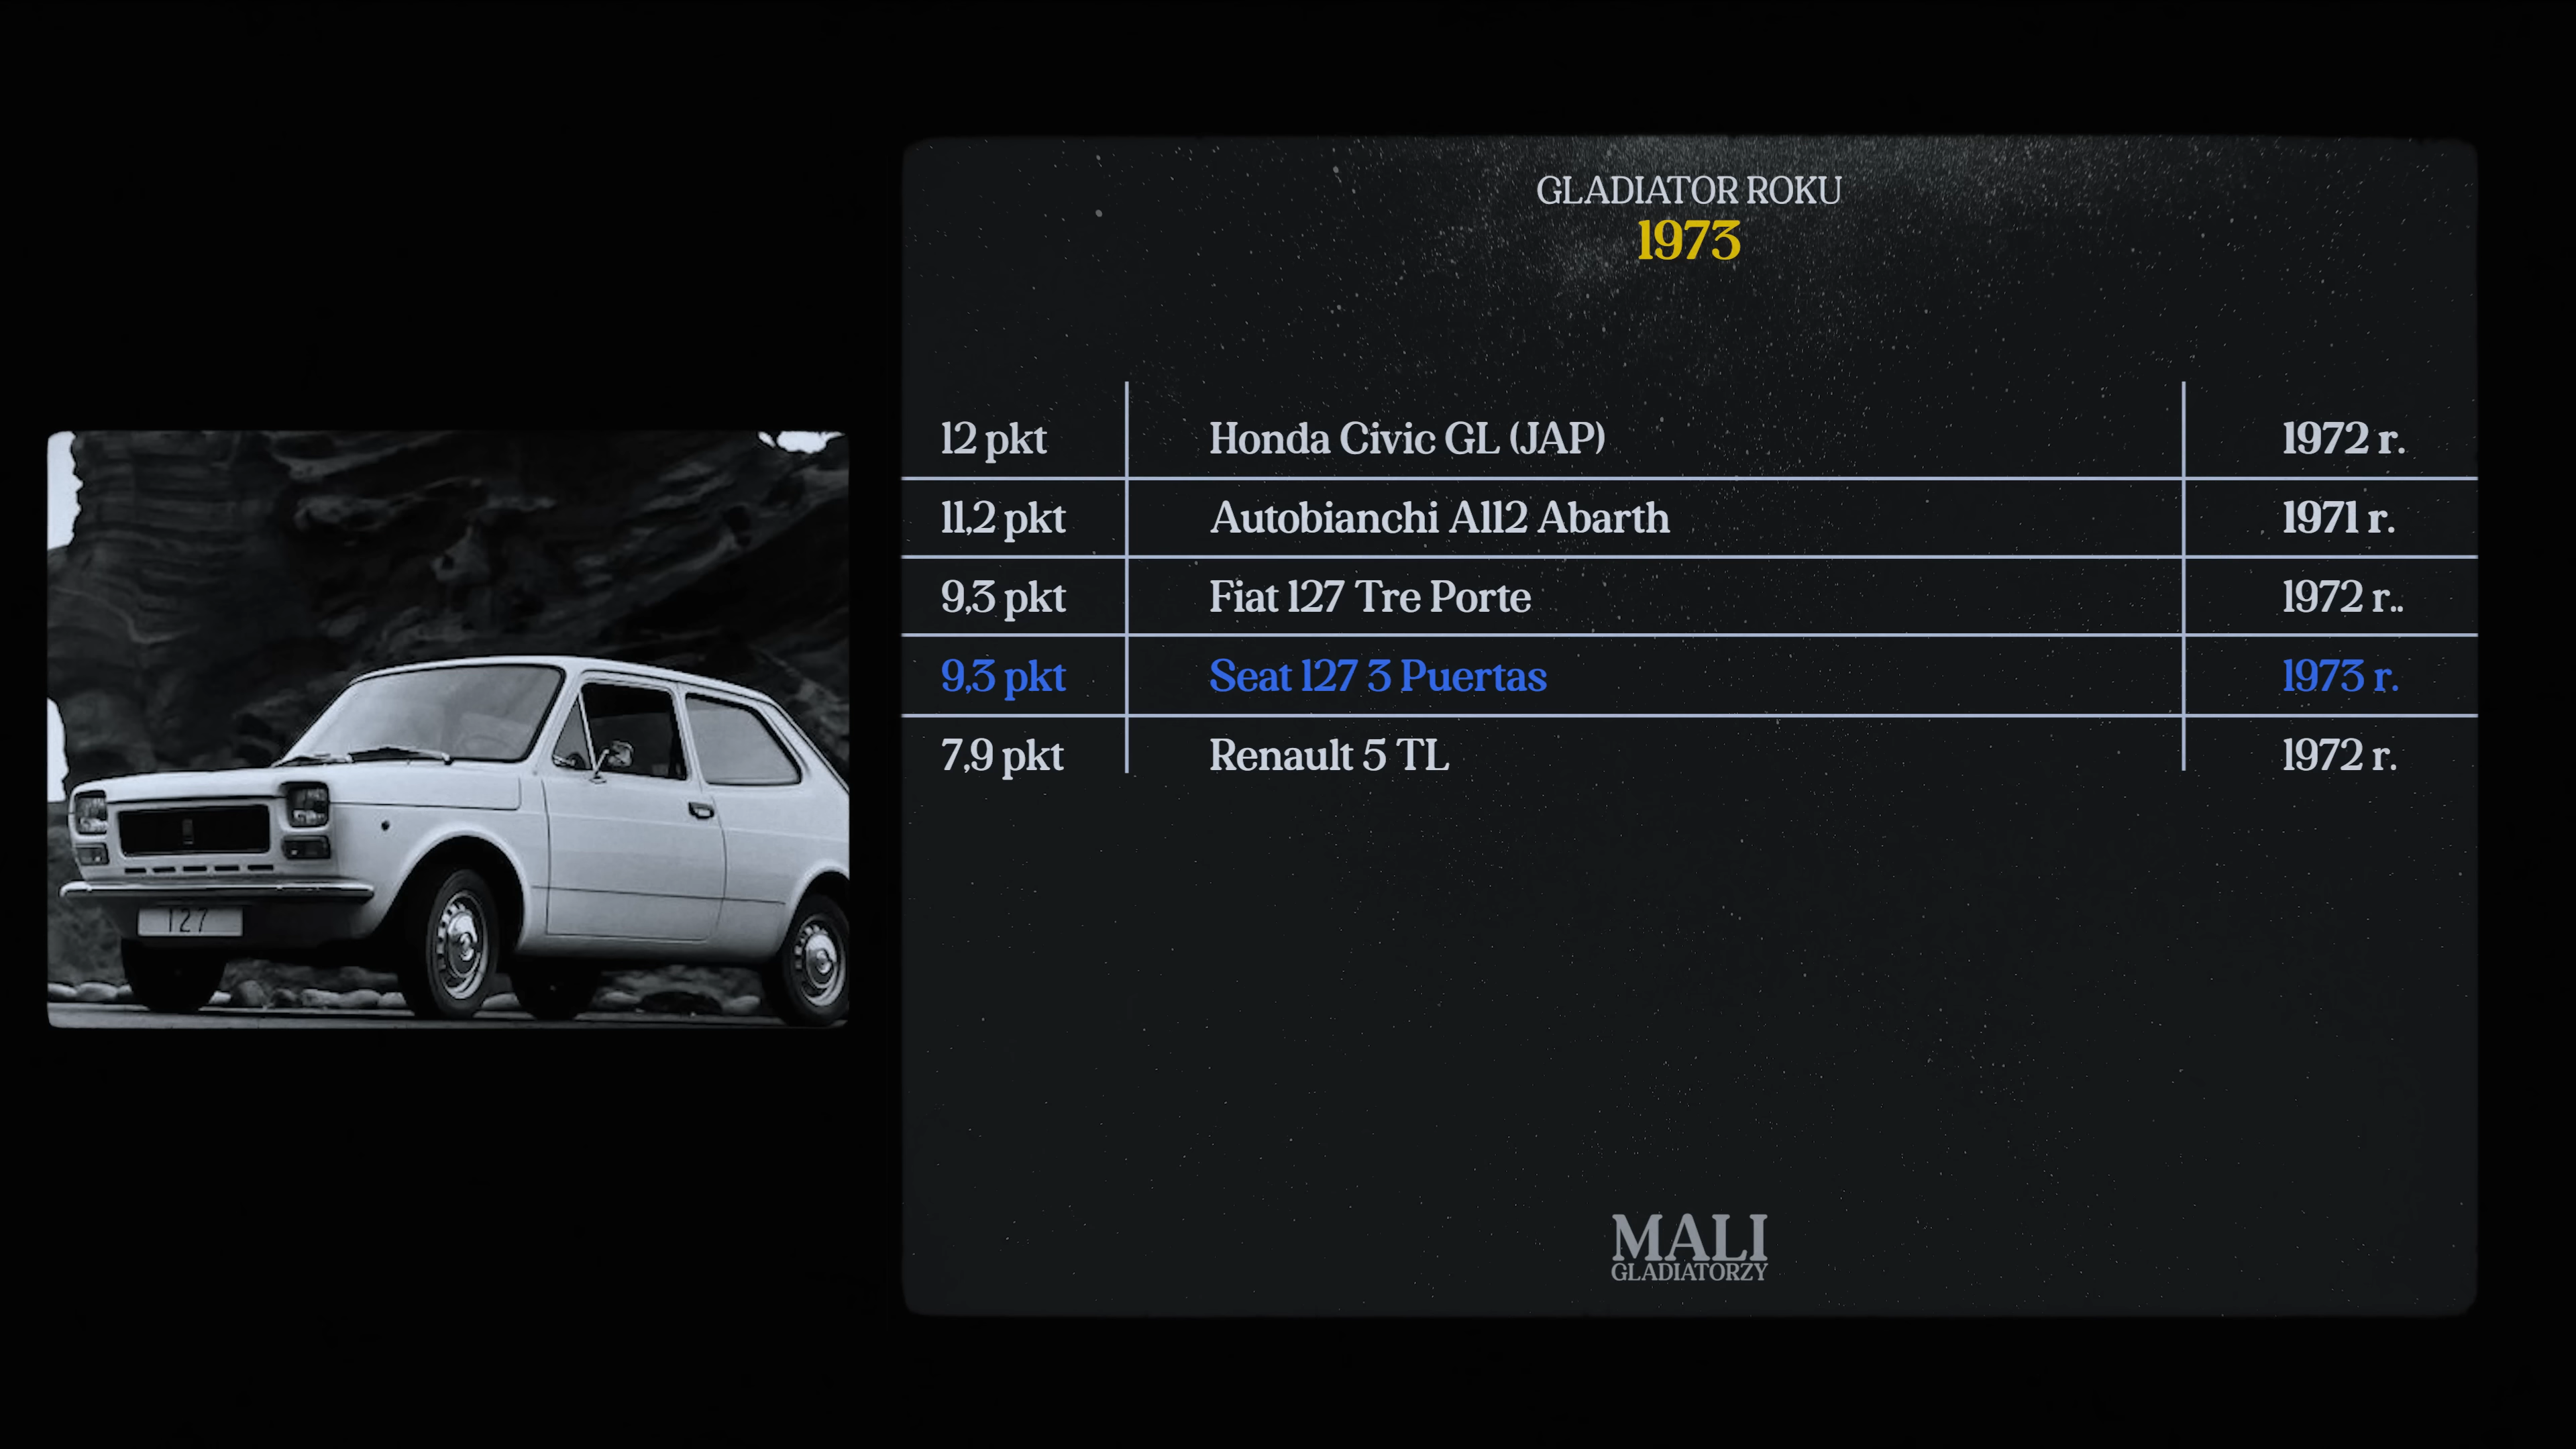 GLADIATOR ROKU
1973
12 pkt Honda Civic GL (JAP) 1972 r.
11,2 pkt Autobianchi A112 Abarth 1971 r.
9,3 pkt Fiat 127 Tre Porte 1972 r..
9,3 pkt Seat 127 3 Puertas 1973 r.
7,9 pkt Renault 5 TL 1972 r.
127
MALI
GLADIATORZY